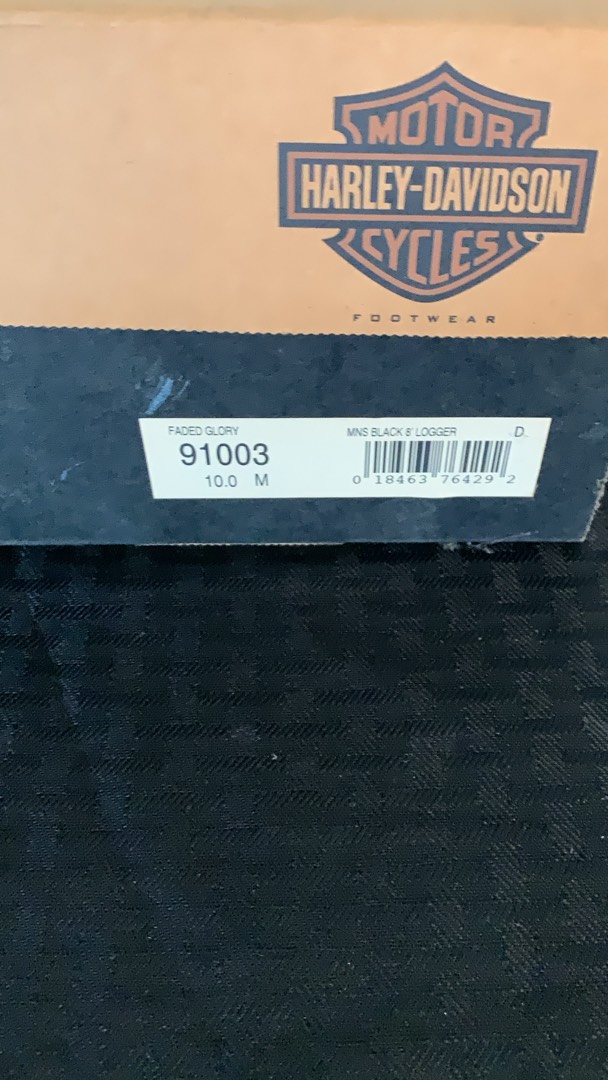 MOTOR
HARLEY-DAVIDSON
CYCLES
FOOTWEAR
FADED GLORY
MNS BLACK 8' LOGGER
D
91003
10.0 M
0 18463 76429 2